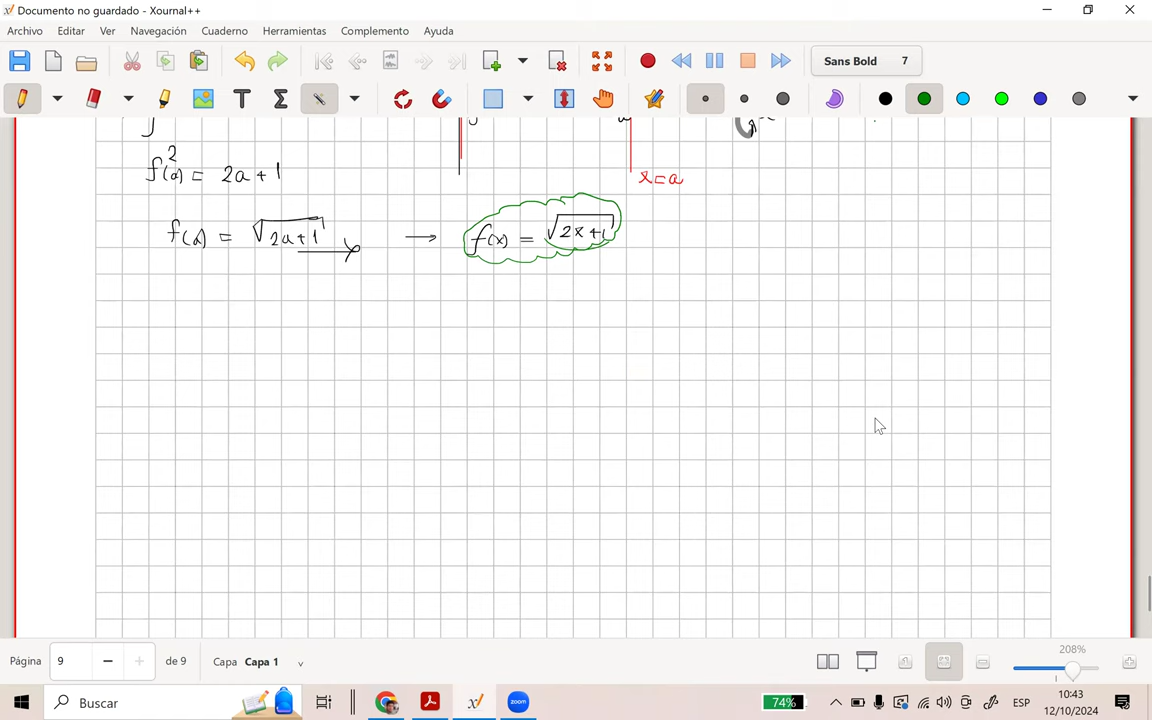 Documento no guardado - Xournal++
Archivo Editar Ver Navegación Cuaderno Herramientas Complemento Ayuda
Sans Bold 7
f(a)² = 2a + 1
x = a
f(a) = √2a+1 → f(x) = √2x+1
Página 9 de 9 Capa Capa 1 208%
Buscar 74% ESP 10:43
12/10/2024